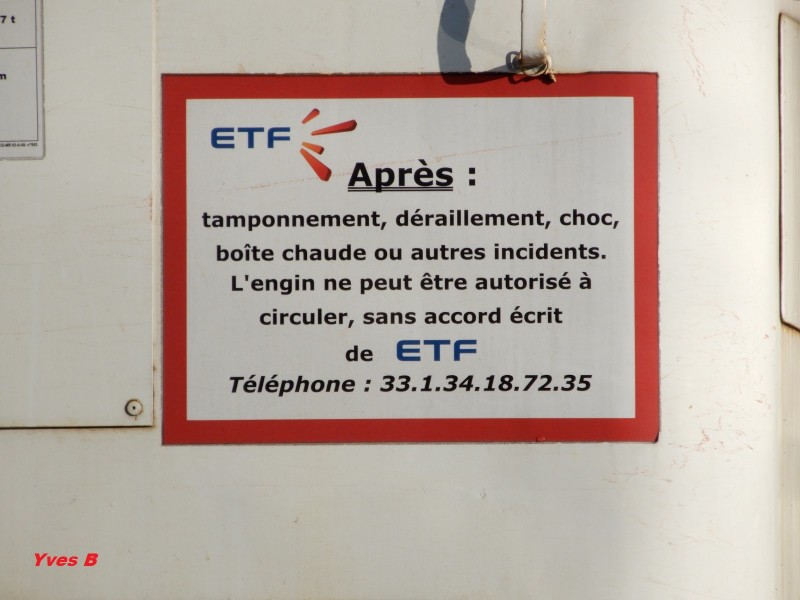 7 t
m
ETF
Après :
tamponnement, déraillement, choc,
boîte chaude ou autres incidents.
L'engin ne peut être autorisé à
circuler, sans accord écrit
de ETF
Téléphone : 33.1.34.18.72.35
Yves B